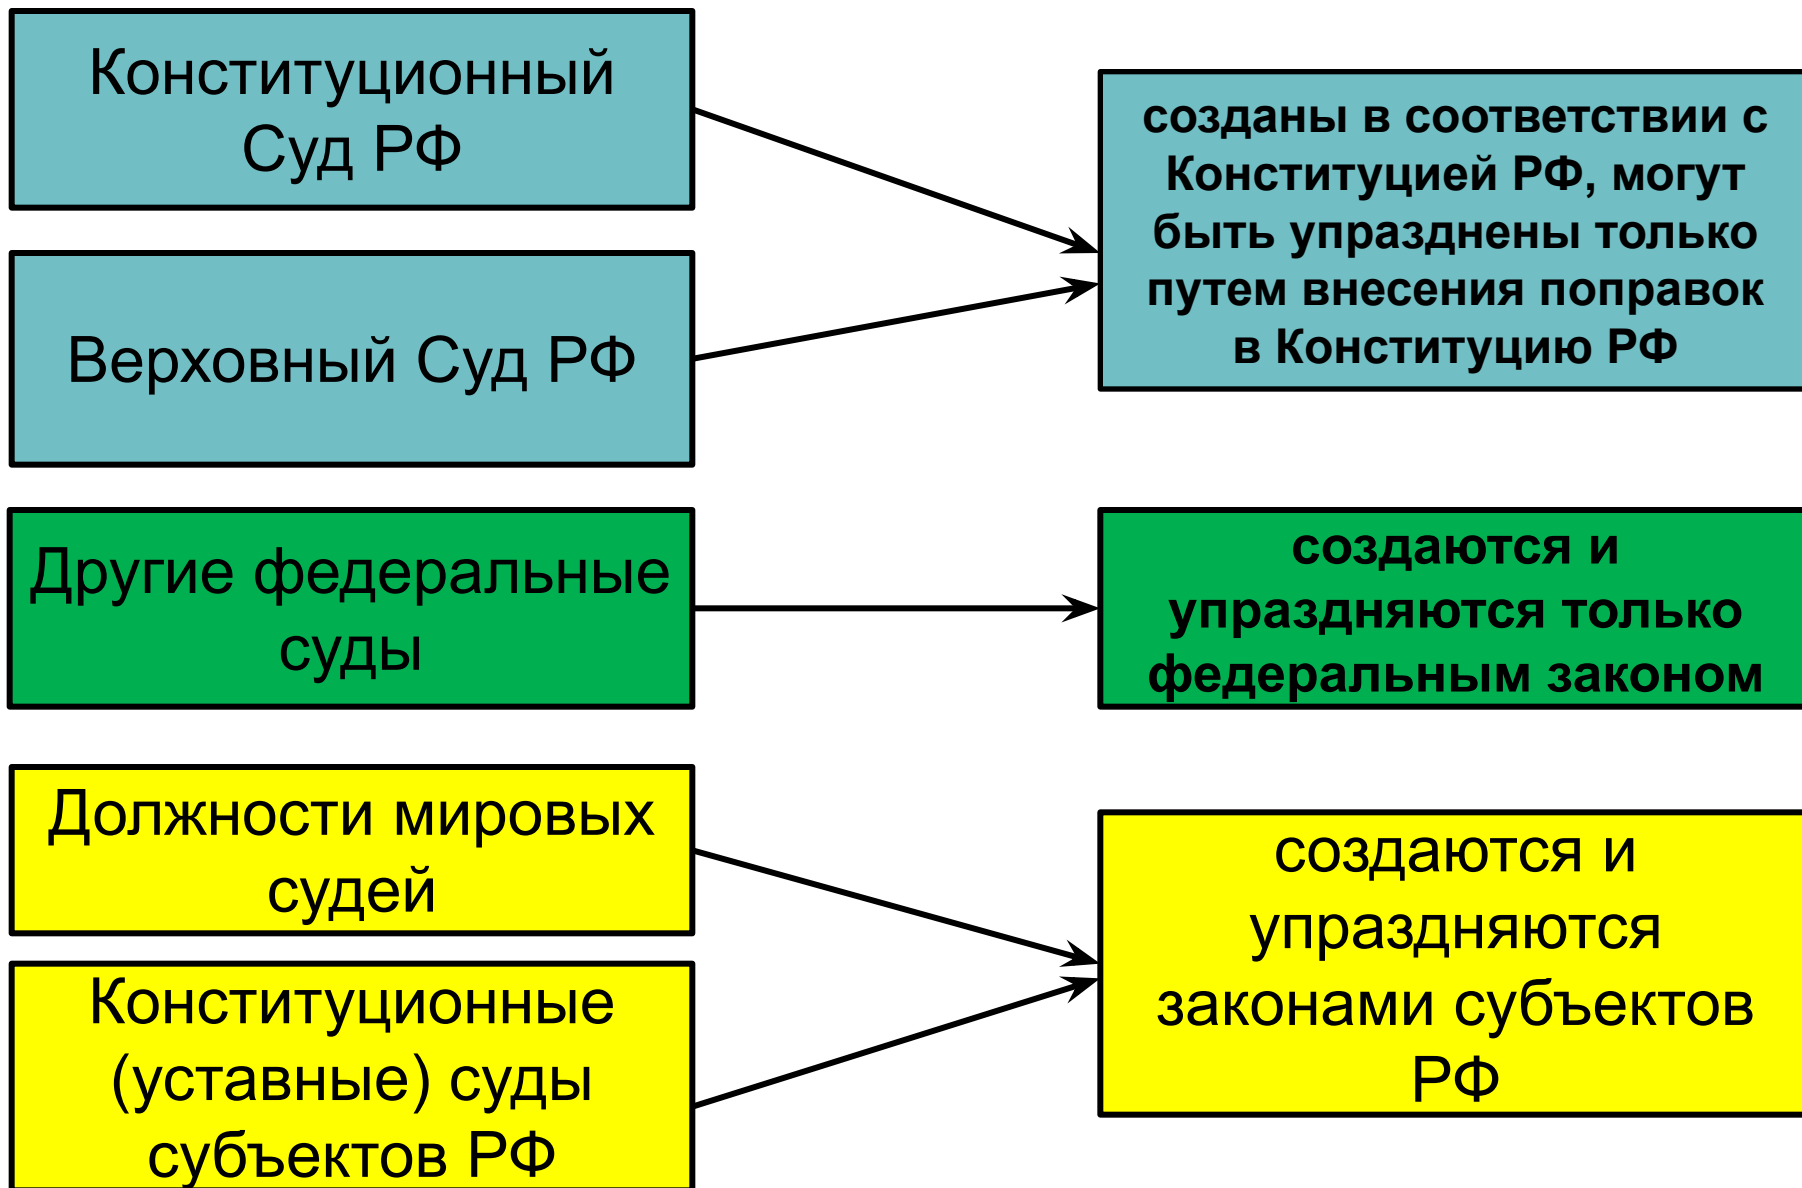 Конституционный
Суд РФ
созданы в соответствии с
Конституцией РФ, могут
быть упразднены только
путем внесения поправок
в Конституцию РФ
Верховный Суд РФ
Другие федеральные
суды
создаются и
упраздняются только
федеральным законом
Должности мировых
судей
Конституционные
(уставные) суды
субъектов РФ
создаются и
упраздняются
законами субъектов
РФ